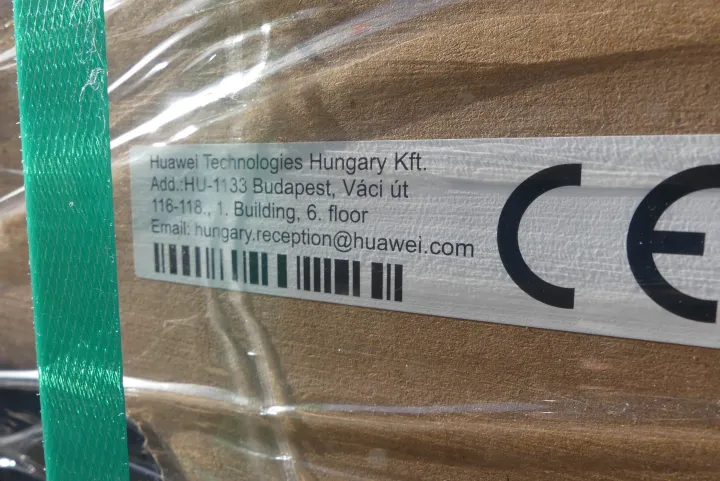 Huawei Technologies Hungary Kft.
Add.:HU-1133 Budapest, Váci út
116-118., 1. Building, 6. floor
Email: hungary.reception@huawei.com
CE